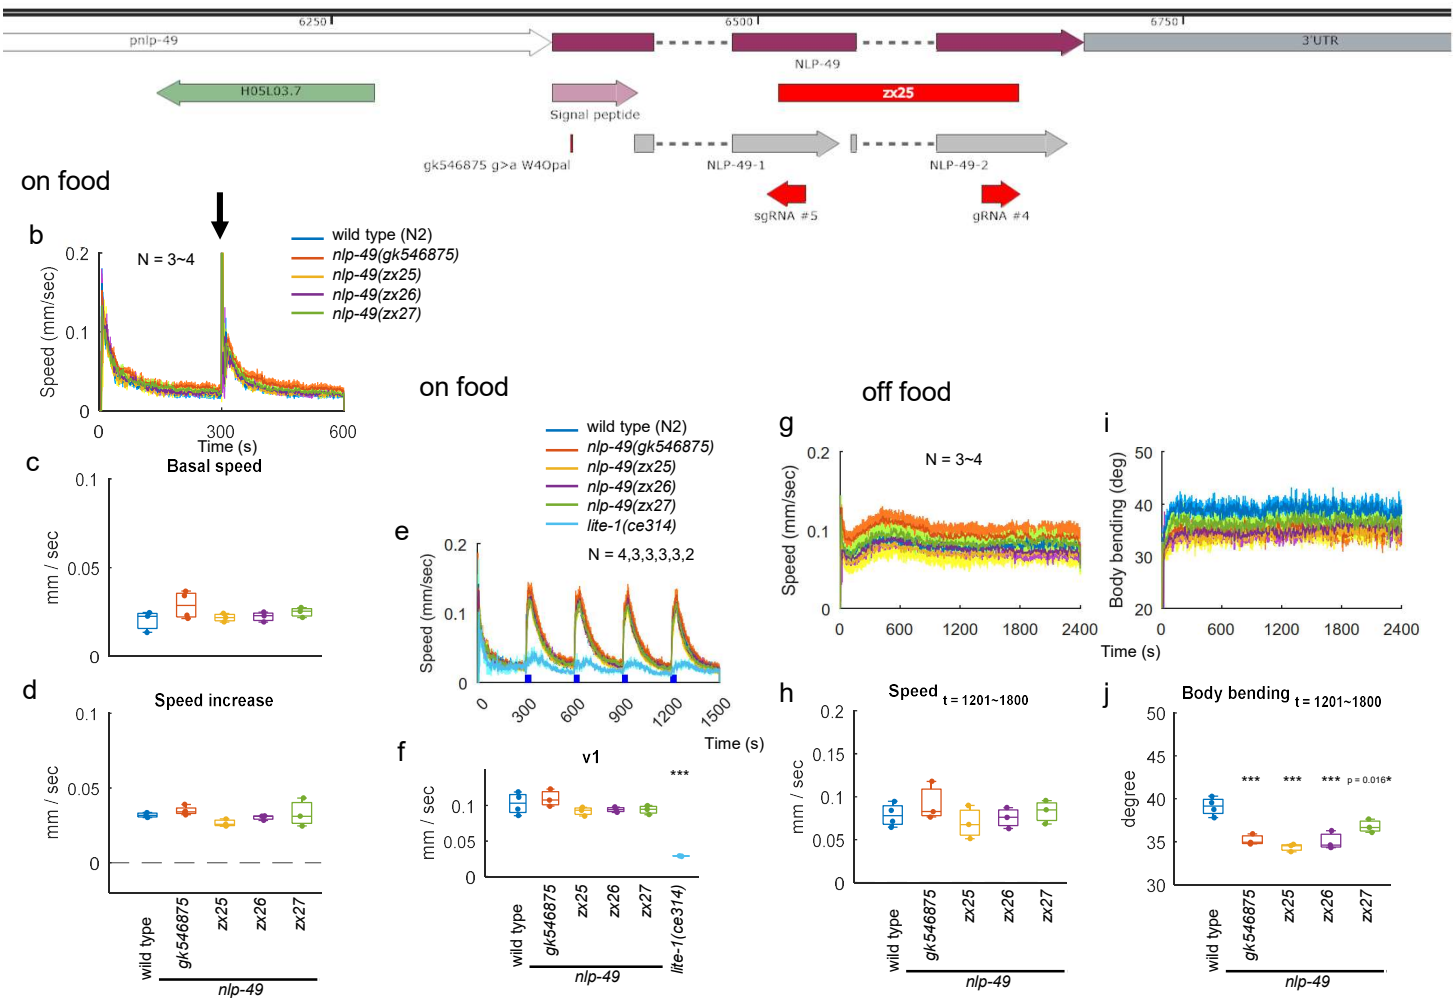 6250
6500
6750
pnlp-49
3'UTR
NLP-49
H05L03.7
zx25
Signal peptide
gk546875 g>a W4Opal
NLP-49-1
NLP-49-2
sgRNA #5
gRNA #4
on food
b
0.2
0.1
0
Speed (mm/sec)
N = 3~4
0
300
600
Time (s)
wild type (N2)
nlp-49(gk546875)
nlp-49(zx25)
nlp-49(zx26)
nlp-49(zx27)
c
Basal speed
0.1
0.05
0
mm / sec
d
Speed increase
0.1
0.05
0
mm / sec
wild type
gk546875
zx25
zx26
zx27
nlp-49
on food
wild type (N2)
nlp-49(gk546875)
nlp-49(zx25)
nlp-49(zx26)
nlp-49(zx27)
lite-1(ce314)
e
N = 4,3,3,3,3,2
0.2
0.1
0
Speed (mm/sec)
0
300
600
900
1200
1500
Time (s)
f
v1
***
0.1
0.05
0
mm / sec
wild type
gk546875
zx25
zx26
zx27
lite-1(ce314)
nlp-49
off food
g
N = 3~4
0.2
0.1
0
Speed (mm/sec)
0
600
1200
1800
2400
i
50
40
30
20
Body bending (deg)
0
600
1200
1800
2400
Time (s)
h
Speed t = 1201~1800
0.2
0.15
0.1
0.05
0
mm / sec
wild type
gk546875
zx25
zx26
zx27
nlp-49
j
Body bending t = 1201~1800
50
45
40
35
30
degree
***
***
***
p = 0.016*
wild type
gk546875
zx25
zx26
zx27
nlp-49